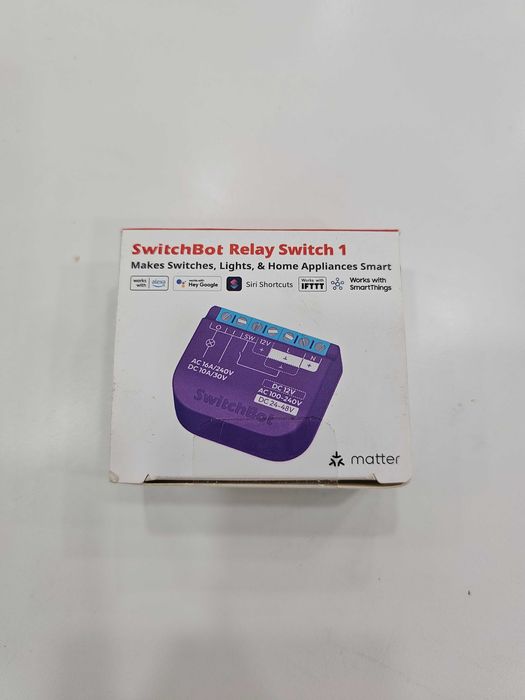 SwitchBot Relay Switch 1
Makes Switches, Lights, & Home Appliances Smart
works with alexa
works with Hey Google
Siri Shortcuts
Works with IFTTT
Works with SmartThings
O I I SW 12V L N
+ ⊥ +
⊥
AC 16A/240V
DC 10A/30V
DC 12V
AC 100-240V
DC 24-48V
SwitchBot
matter